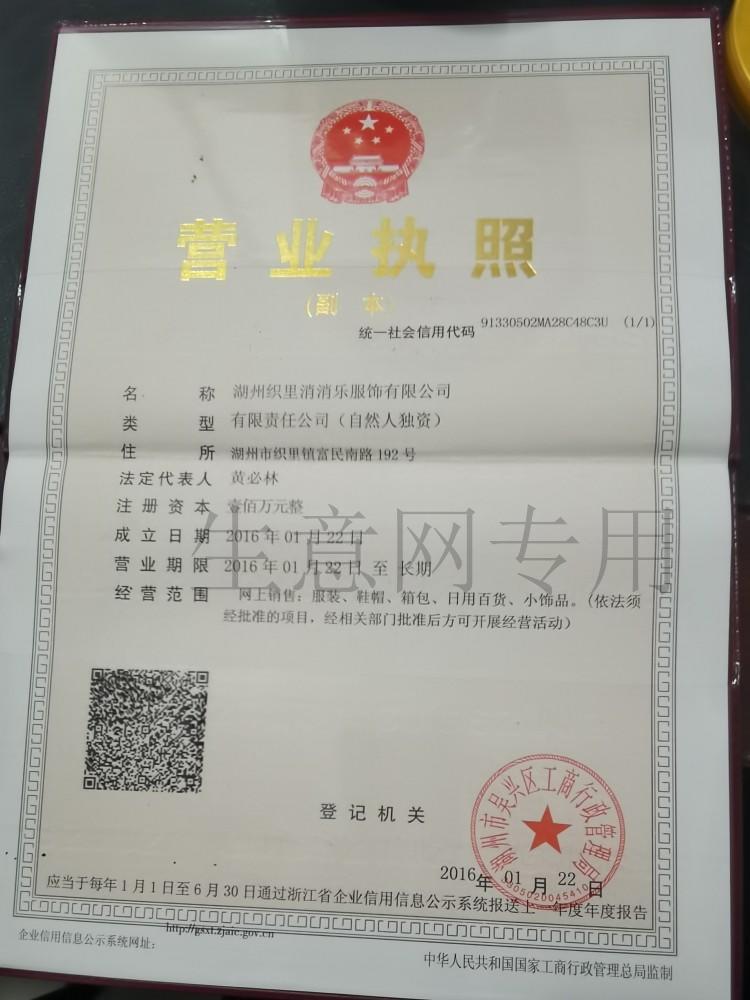 营业执照
(副本)
统一社会信用代码 91330502MA28C48C3U (1/1)
名称 湖州织里消消乐服饰有限公司
类型 有限责任公司（自然人独资）
住所 湖州市织里镇富民南路192号
法定代表人 黄必林
注册资本 壹佰万元整
成立日期 2016年01月22日
营业期限 2016年01月22日至长期
经营范围 网上销售：服装、鞋帽、箱包、日用百货、小饰品。(依法须
经批准的项目，经相关部门批准后方可开展经营活动）
生意网专用
登记机关
湖州市吴兴区工商行政管理局
2016年01月22日
应当于每年1月1日至6月30日通过浙江省企业信用信息公示系统报送上一年度年度报告
企业信用信息公示系统网址： http://gsxt.zjaic.gov.cn
中华人民共和国国家工商行政管理总局监制